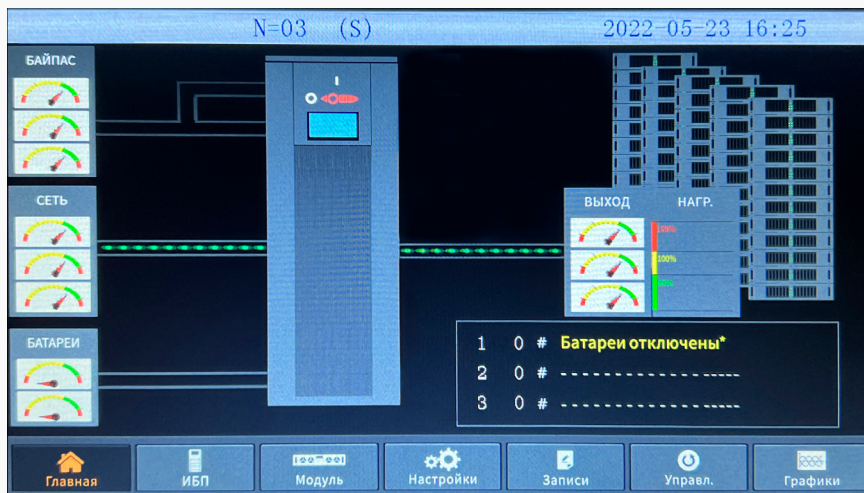 N=03 (S) 2022-05-23 16:25
БАЙПАС
СЕТЬ
БАТАРЕИ
ВЫХОД НАГР.
100%
1 0 # Батареи отключены*
2 0 # - - - - - - - - - - - - - - - - - - -
3 0 # - - - - - - - - - - - - - - - - - - -
Главная ИБП Модуль Настройки Записи Управл. Графики